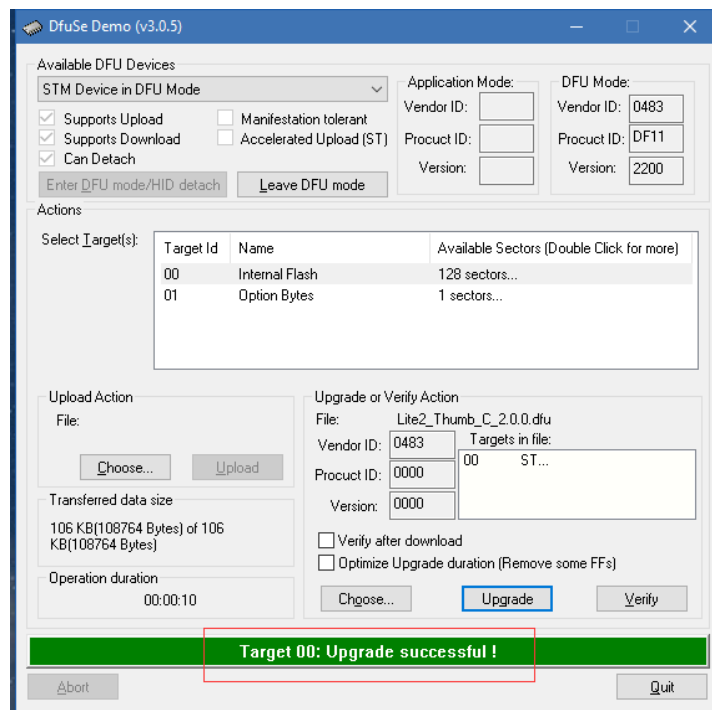 DfuSe Demo (v3.0.5)
Available DFU Devices
STM Device in DFU Mode
Supports Upload
Manifestation tolerant
Supports Download
Accelerated Upload (ST)
Can Detach
Enter DFU mode/HID detach
Leave DFU mode
Application Mode:
Vendor ID:
Procuct ID:
Version:
DFU Mode:
Vendor ID: 0483
Procuct ID: DF11
Version: 2200
Actions
Select Target(s):
Target Id Name Available Sectors (Double Click for more)
00 Internal Flash 128 sectors...
01 Option Bytes 1 sectors...
Upload Action
File:
Choose... Upload
Transferred data size
106 KB(108764 Bytes) of 106
KB(108764 Bytes)
Operation duration
00:00:10
Upgrade or Verify Action
File: Lite2_Thumb_C_2.0.0.dfu
Vendor ID: 0483
Procuct ID: 0000
Version: 0000
Targets in file:
00 ST...
Verify after download
Optimize Upgrade duration (Remove some FFs)
Choose... Upgrade Verify
Target 00: Upgrade successful !
Abort Quit